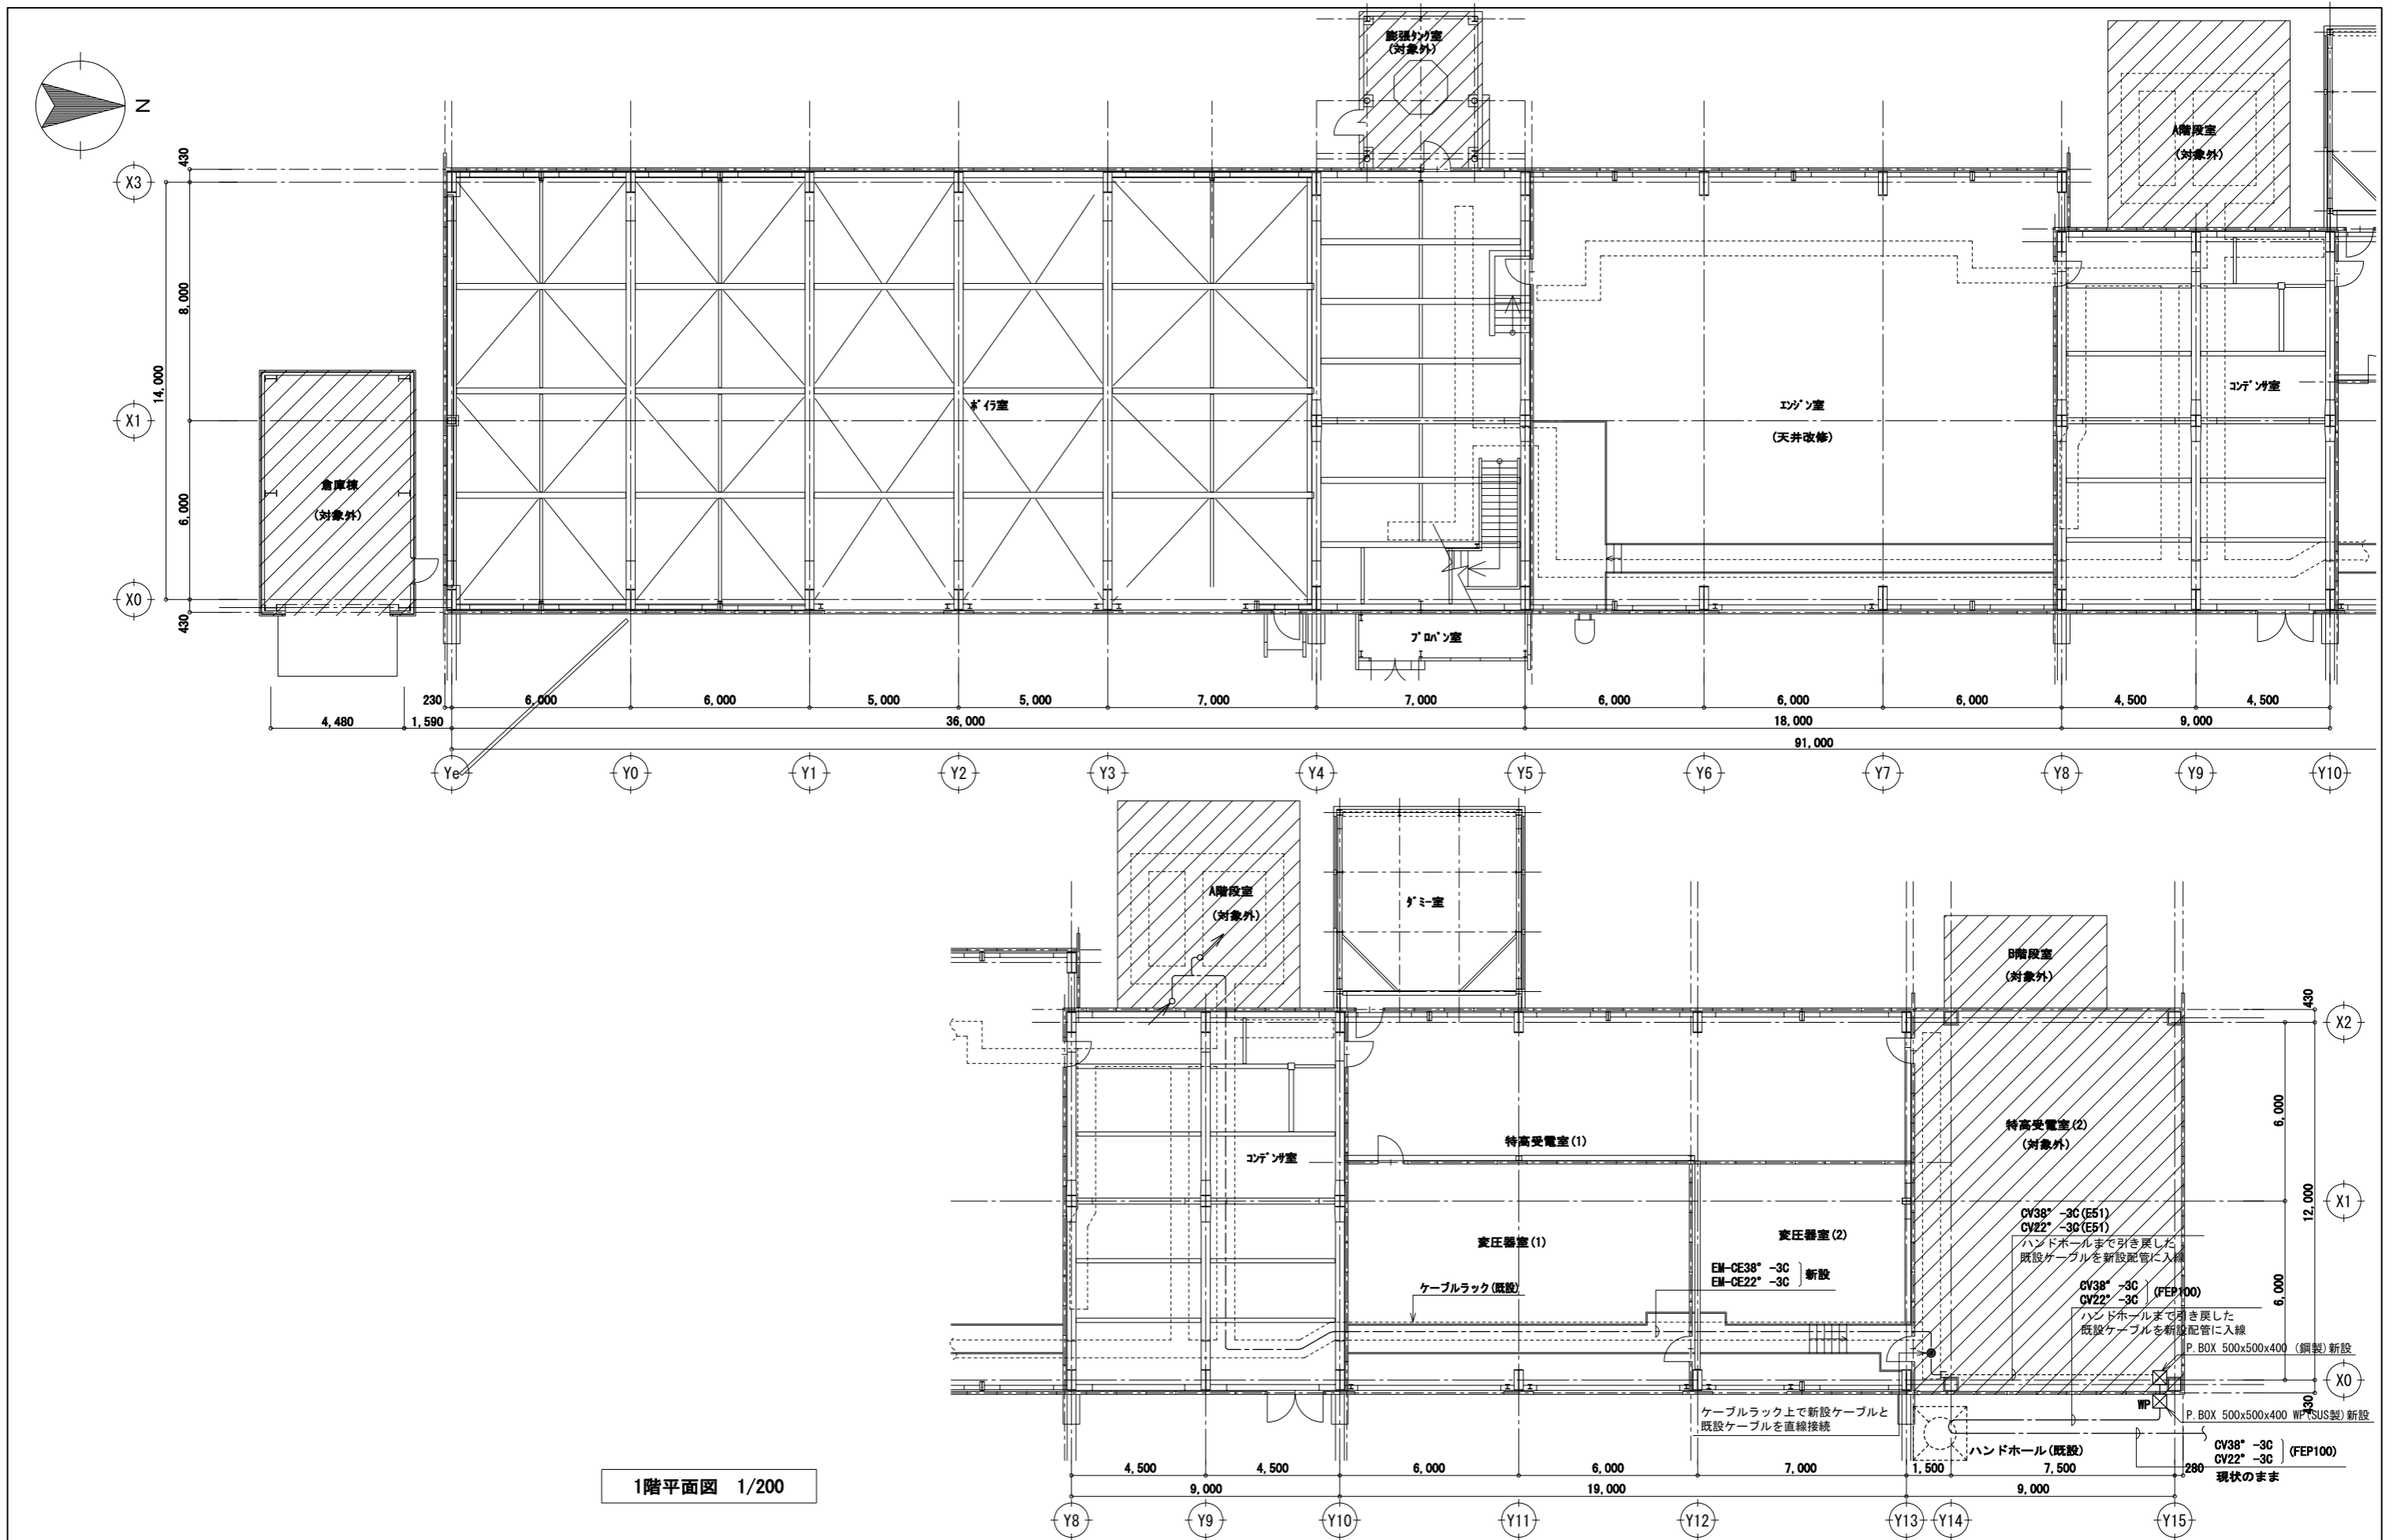 膨張ﾀﾝｸ室
(対象外)
N
A階段室
(対象外)
430
X3
8,000
14,000
ﾎﾞｲﾗ室
ｴﾝｼﾞﾝ室
(天井改修)
ｺﾝﾃﾞﾝｻ室
X1
倉庫棟
(対象外)
6,000
X0
430
ﾌﾟﾛﾊﾟﾝ室
230
6,000
6,000
5,000
5,000
7,000
7,000
6,000
6,000
6,000
4,500
4,500
4,480
1,590
36,000
18,000
9,000
91,000
Ye
Y0
Y1
Y2
Y3
Y4
Y5
Y6
Y7
Y8
Y9
Y10
A階段室
(対象外)
ﾀﾞﾐｰ室
B階段室
(対象外)
430
X2
6,000
特高受電室(1)
特高受電室(2)
(対象外)
ｺﾝﾃﾞﾝｻ室
12,000
X1
CV38°-3C(E51)
CV22°-3C(E51)
ハンドホールまで引き戻した
既設ケーブルを新設配管に入線
変圧器室(1)
変圧器室(2)
EM-CE38°-3C
EM-CE22°-3C
新設
ケーブルラック(既設)
6,000
CV38°-3C
CV22°-3C
(FEP100)
ハンドホールまで引き戻した
既設ケーブルを新設配管に入線
P.BOX 500x500x400 (鋼製)新設
X0
430
WP
P.BOX 500x500x400 WP(SUS製)新設
ケーブルラック上で新設ケーブルと
既設ケーブルを直線接続
ハンドホール(既設)
CV38°-3C
CV22°-3C
(FEP100)
現状のまま
4,500
4,500
6,000
6,000
7,000
1,500
7,500
280
9,000
19,000
9,000
1階平面図 1/200
Y8
Y9
Y10
Y11
Y12
Y13
Y14
Y15